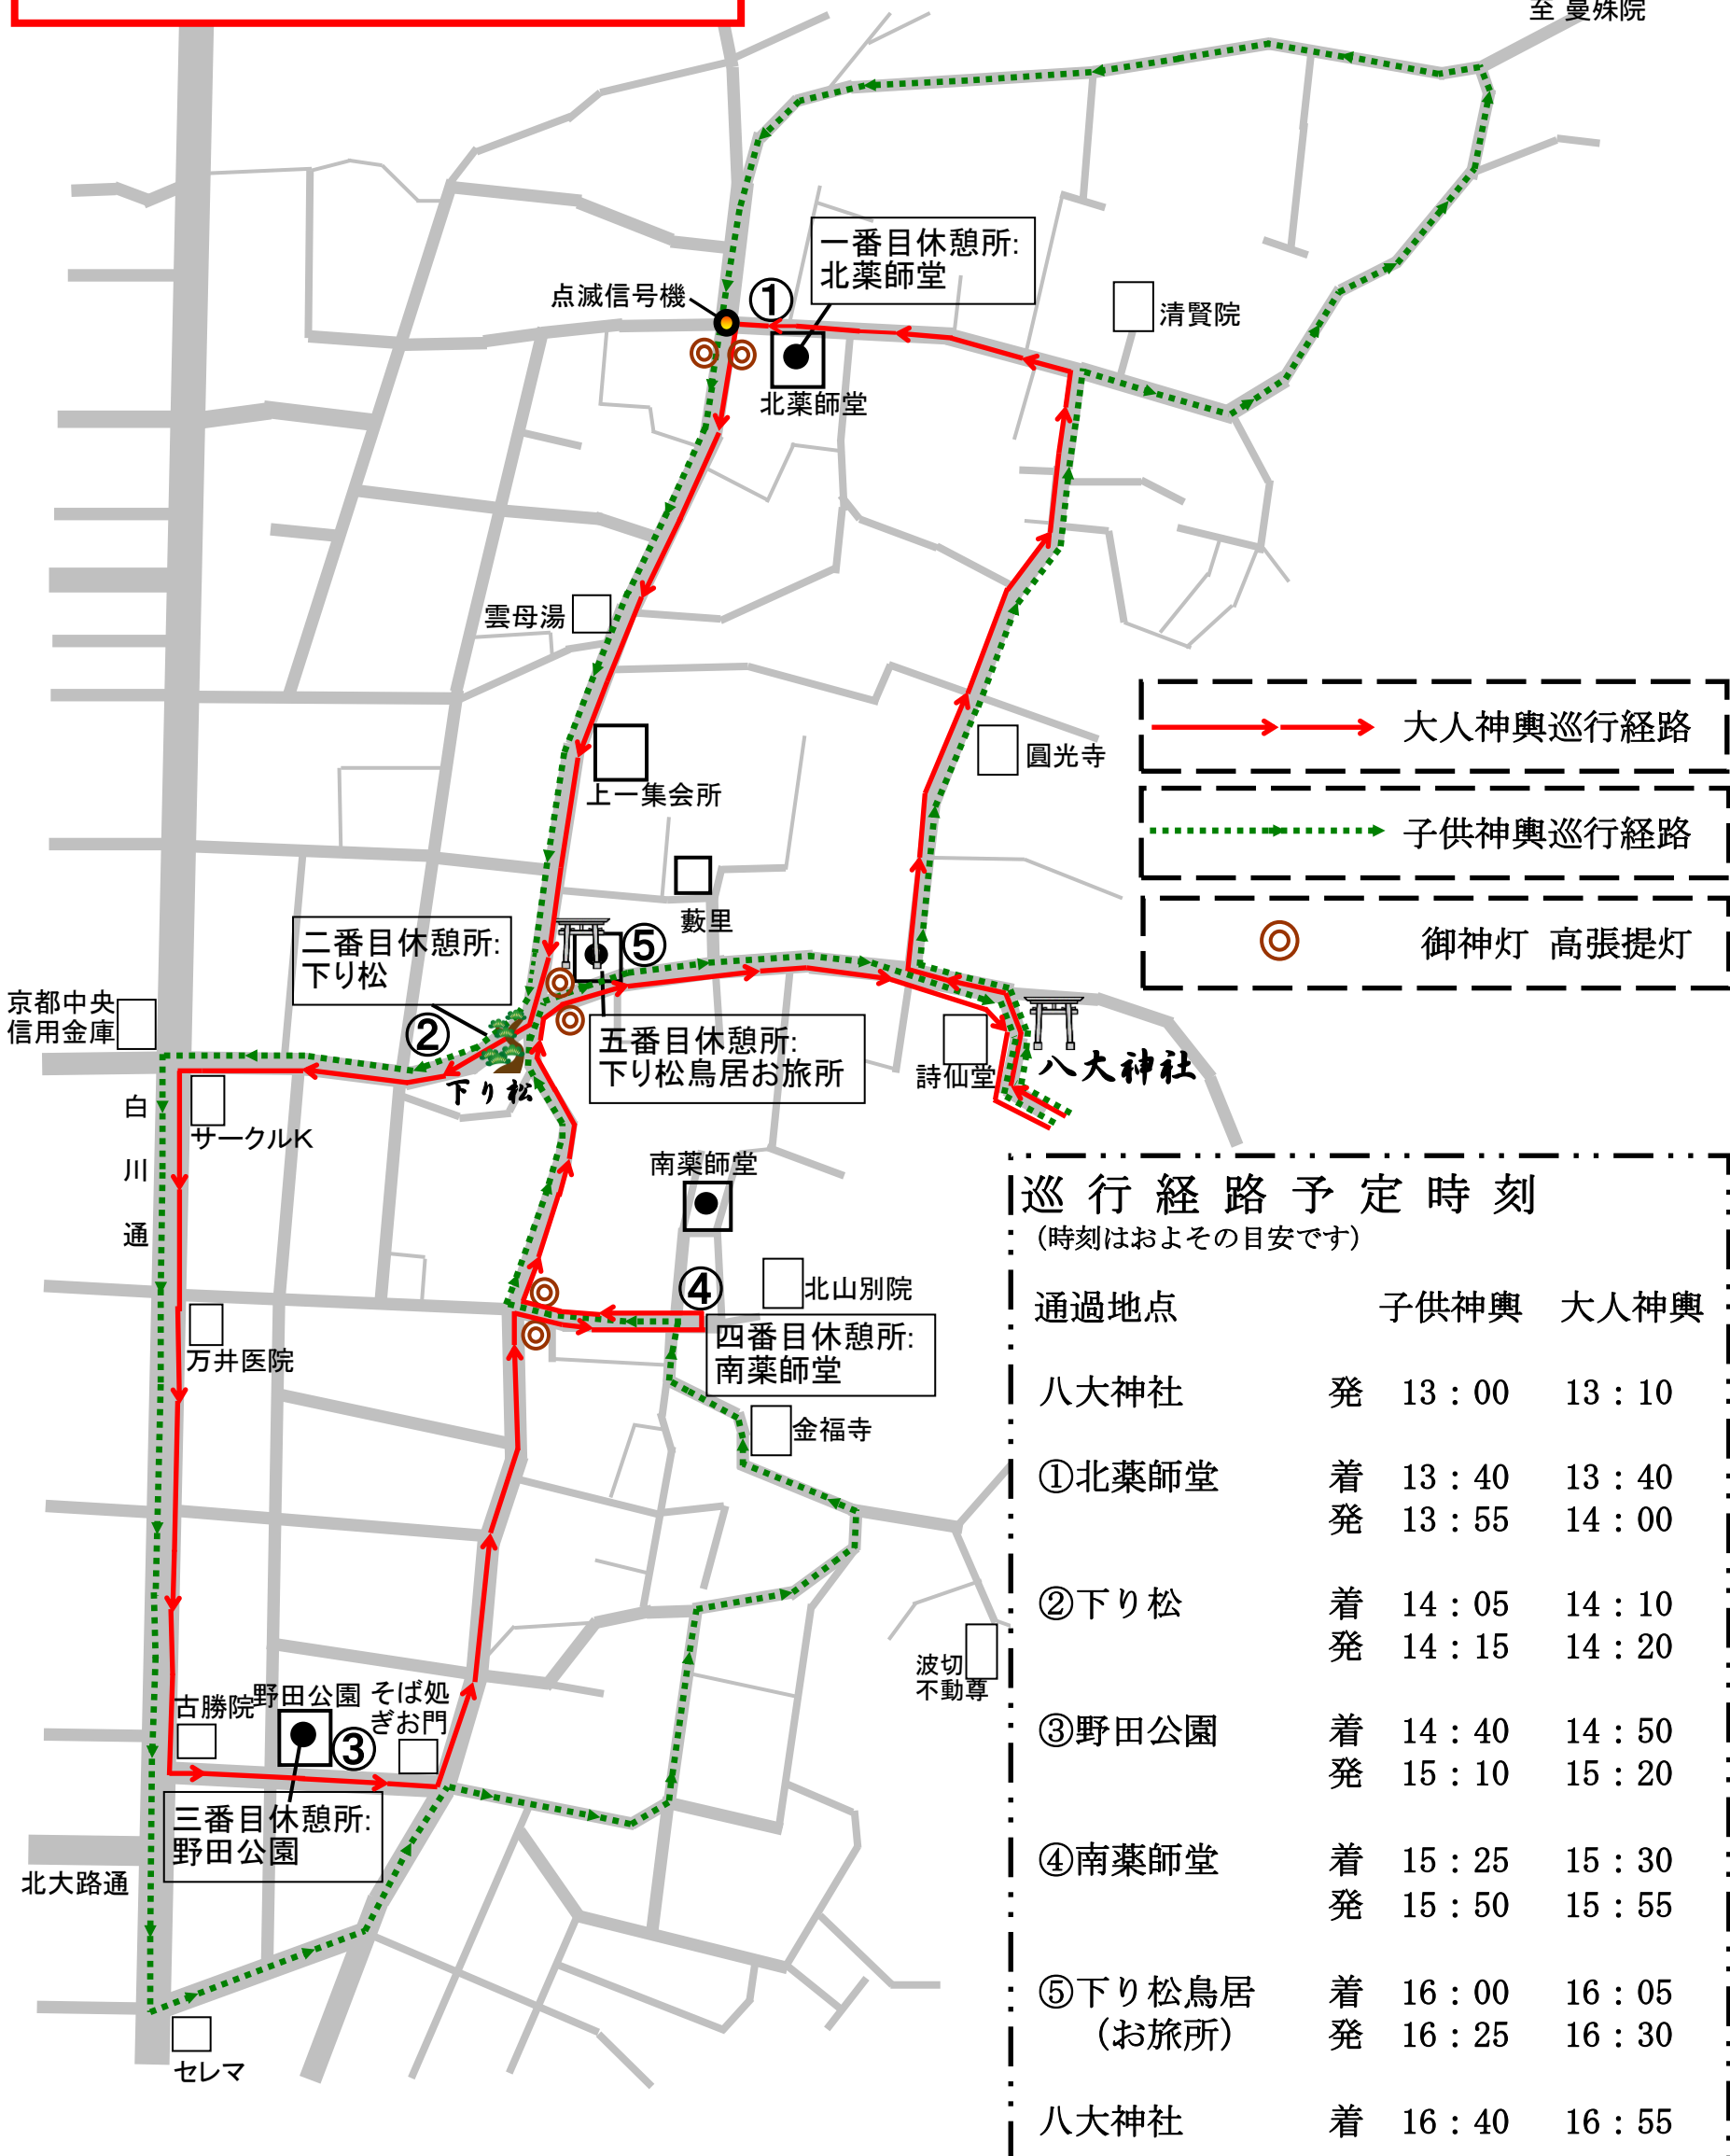 至 曼殊院
一番目休憩所:
北薬師堂
点滅信号機
①
清賢院
北薬師堂
雲母湯
大人神輿巡行経路
圓光寺
上一集会所
子供神輿巡行経路
藪里
二番目休憩所:
下り松
⑤
御神灯 高張提灯
京都中央
信用金庫
②
五番目休憩所:
下り松鳥居お旅所
下り松
詩仙堂
八大神社
白
川
通
サークルK
南薬師堂
④
北山別院
四番目休憩所:
南薬師堂
万井医院
金福寺
波切
不動尊
古勝院
野田公園
そば処
ぎお門
③
三番目休憩所:
野田公園
北大路通
セレマ
巡行経路予定時刻
(時刻はおよその目安です)
通過地点 子供神輿 大人神輿
八大神社 発 13:00 13:10
①北薬師堂 着 13:40 13:40
発 13:55 14:00
②下り松 着 14:05 14:10
発 14:15 14:20
③野田公園 着 14:40 14:50
発 15:10 15:20
④南薬師堂 着 15:25 15:30
発 15:50 15:55
⑤下り松鳥居 着 16:00 16:05
(お旅所) 発 16:25 16:30
八大神社 着 16:40 16:55